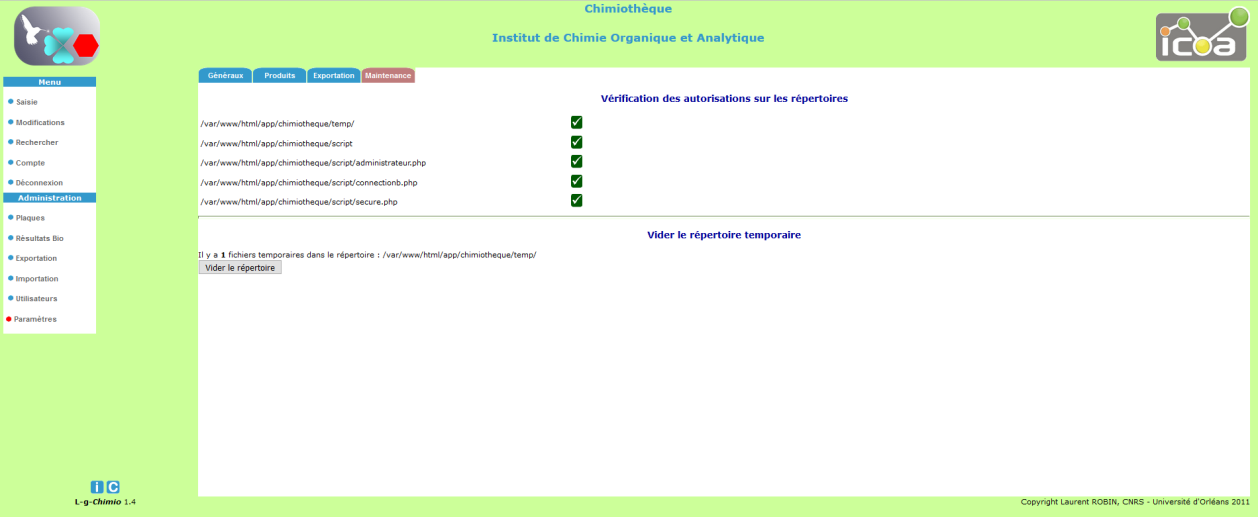 Chimiothèque
Institut de Chimie Organique et Analytique
icoa
Menu
Saisie
Modifications
Rechercher
Compte
Déconnexion
Administration
Plaques
Résultats Bio
Exportation
Importation
Utilisateurs
Paramètres
Généraux Produits Exportation Maintenance
Vérification des autorisations sur les répertoires
/var/www/html/app/chimiotheque/temp/
/var/www/html/app/chimiotheque/script
/var/www/html/app/chimiotheque/script/administrateur.php
/var/www/html/app/chimiotheque/script/connectionb.php
/var/www/html/app/chimiotheque/script/secure.php
Vider le répertoire temporaire
Il y a 1 fichiers temporaires dans le répertoire : /var/www/html/app/chimiotheque/temp/
Vider le répertoire
i C
L-g-Chimio 1.4
Copyright Laurent ROBIN, CNRS - Université d'Orléans 2011